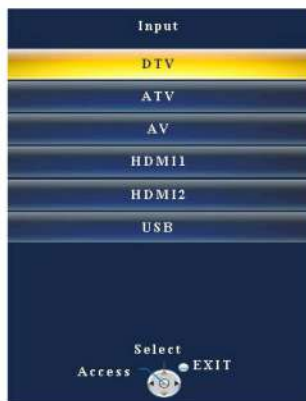 Input
DTV
ATV
AV
HDMI1
HDMI2
USB
Select
Access
EXIT